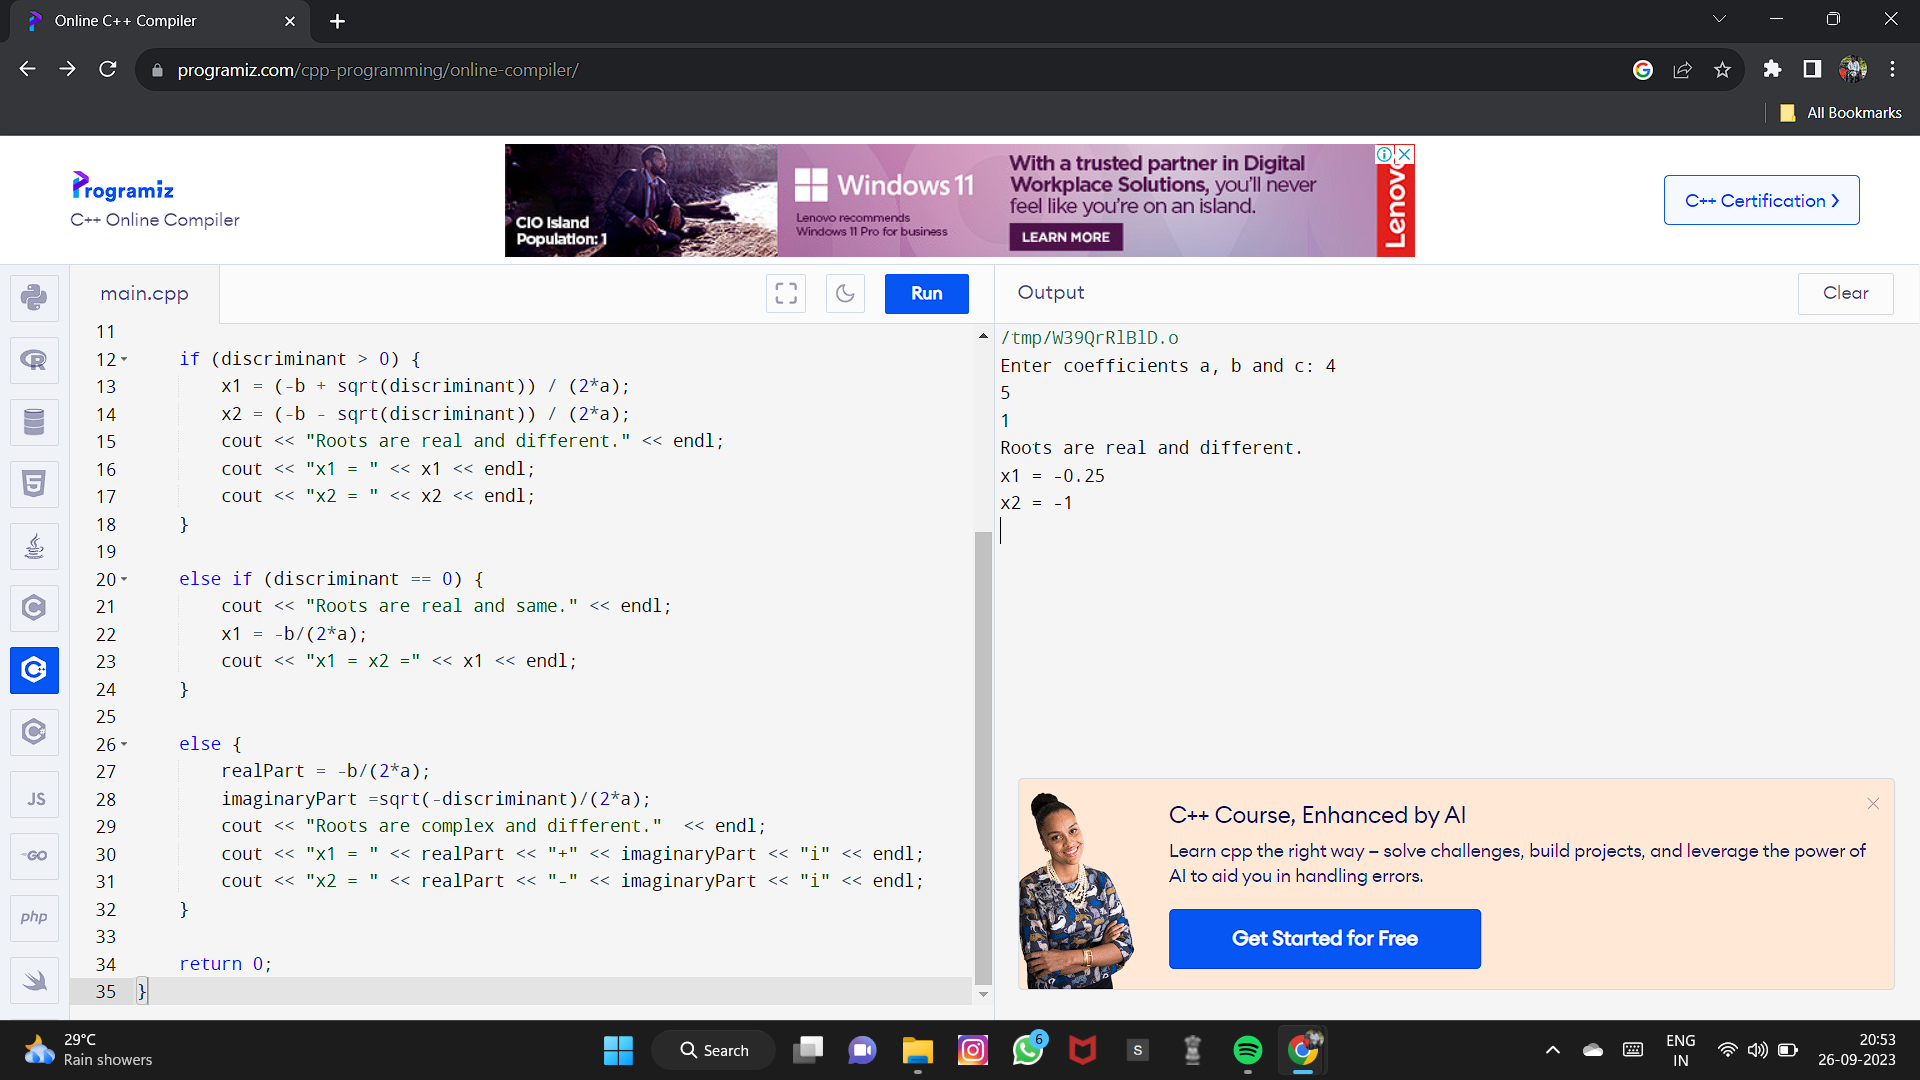 Online C++ Compiler
programiz.com/cpp-programming/online-compiler/
All Bookmarks
Programiz
C++ Online Compiler
CIO Island
Population: 1
Windows 11
Lenovo recommends
Windows 11 Pro for business
With a trusted partner in Digital
Workplace Solutions, you'll never
feel like you're on an island.
LEARN MORE
Lenovo
C++ Certification ❯
main.cpp
Run
Output
Clear
11
12 if (discriminant > 0) {
13 x1 = (-b + sqrt(discriminant)) / (2*a);
14 x2 = (-b - sqrt(discriminant)) / (2*a);
15 cout << "Roots are real and different." << endl;
16 cout << "x1 = " << x1 << endl;
17 cout << "x2 = " << x2 << endl;
18 }
19
20 else if (discriminant == 0) {
21 cout << "Roots are real and same." << endl;
22 x1 = -b/(2*a);
23 cout << "x1 = x2 =" << x1 << endl;
24 }
25
26 else {
27 realPart = -b/(2*a);
28 imaginaryPart =sqrt(-discriminant)/(2*a);
29 cout << "Roots are complex and different."  << endl;
30 cout << "x1 = " << realPart << "+" << imaginaryPart << "i" << endl;
31 cout << "x2 = " << realPart << "-" << imaginaryPart << "i" << endl;
32 }
33
34 return 0;
35 }
/tmp/W39QrRlBlD.o
Enter coefficients a, b and c: 4
5
1
Roots are real and different.
x1 = -0.25
x2 = -1
C++ Course, Enhanced by AI
Learn cpp the right way – solve challenges, build projects, and leverage the power of
AI to aid you in handling errors.
Get Started for Free
JS
GO
php
29°C
Rain showers
Search
6
S
ENG
IN
20:53
26-09-2023